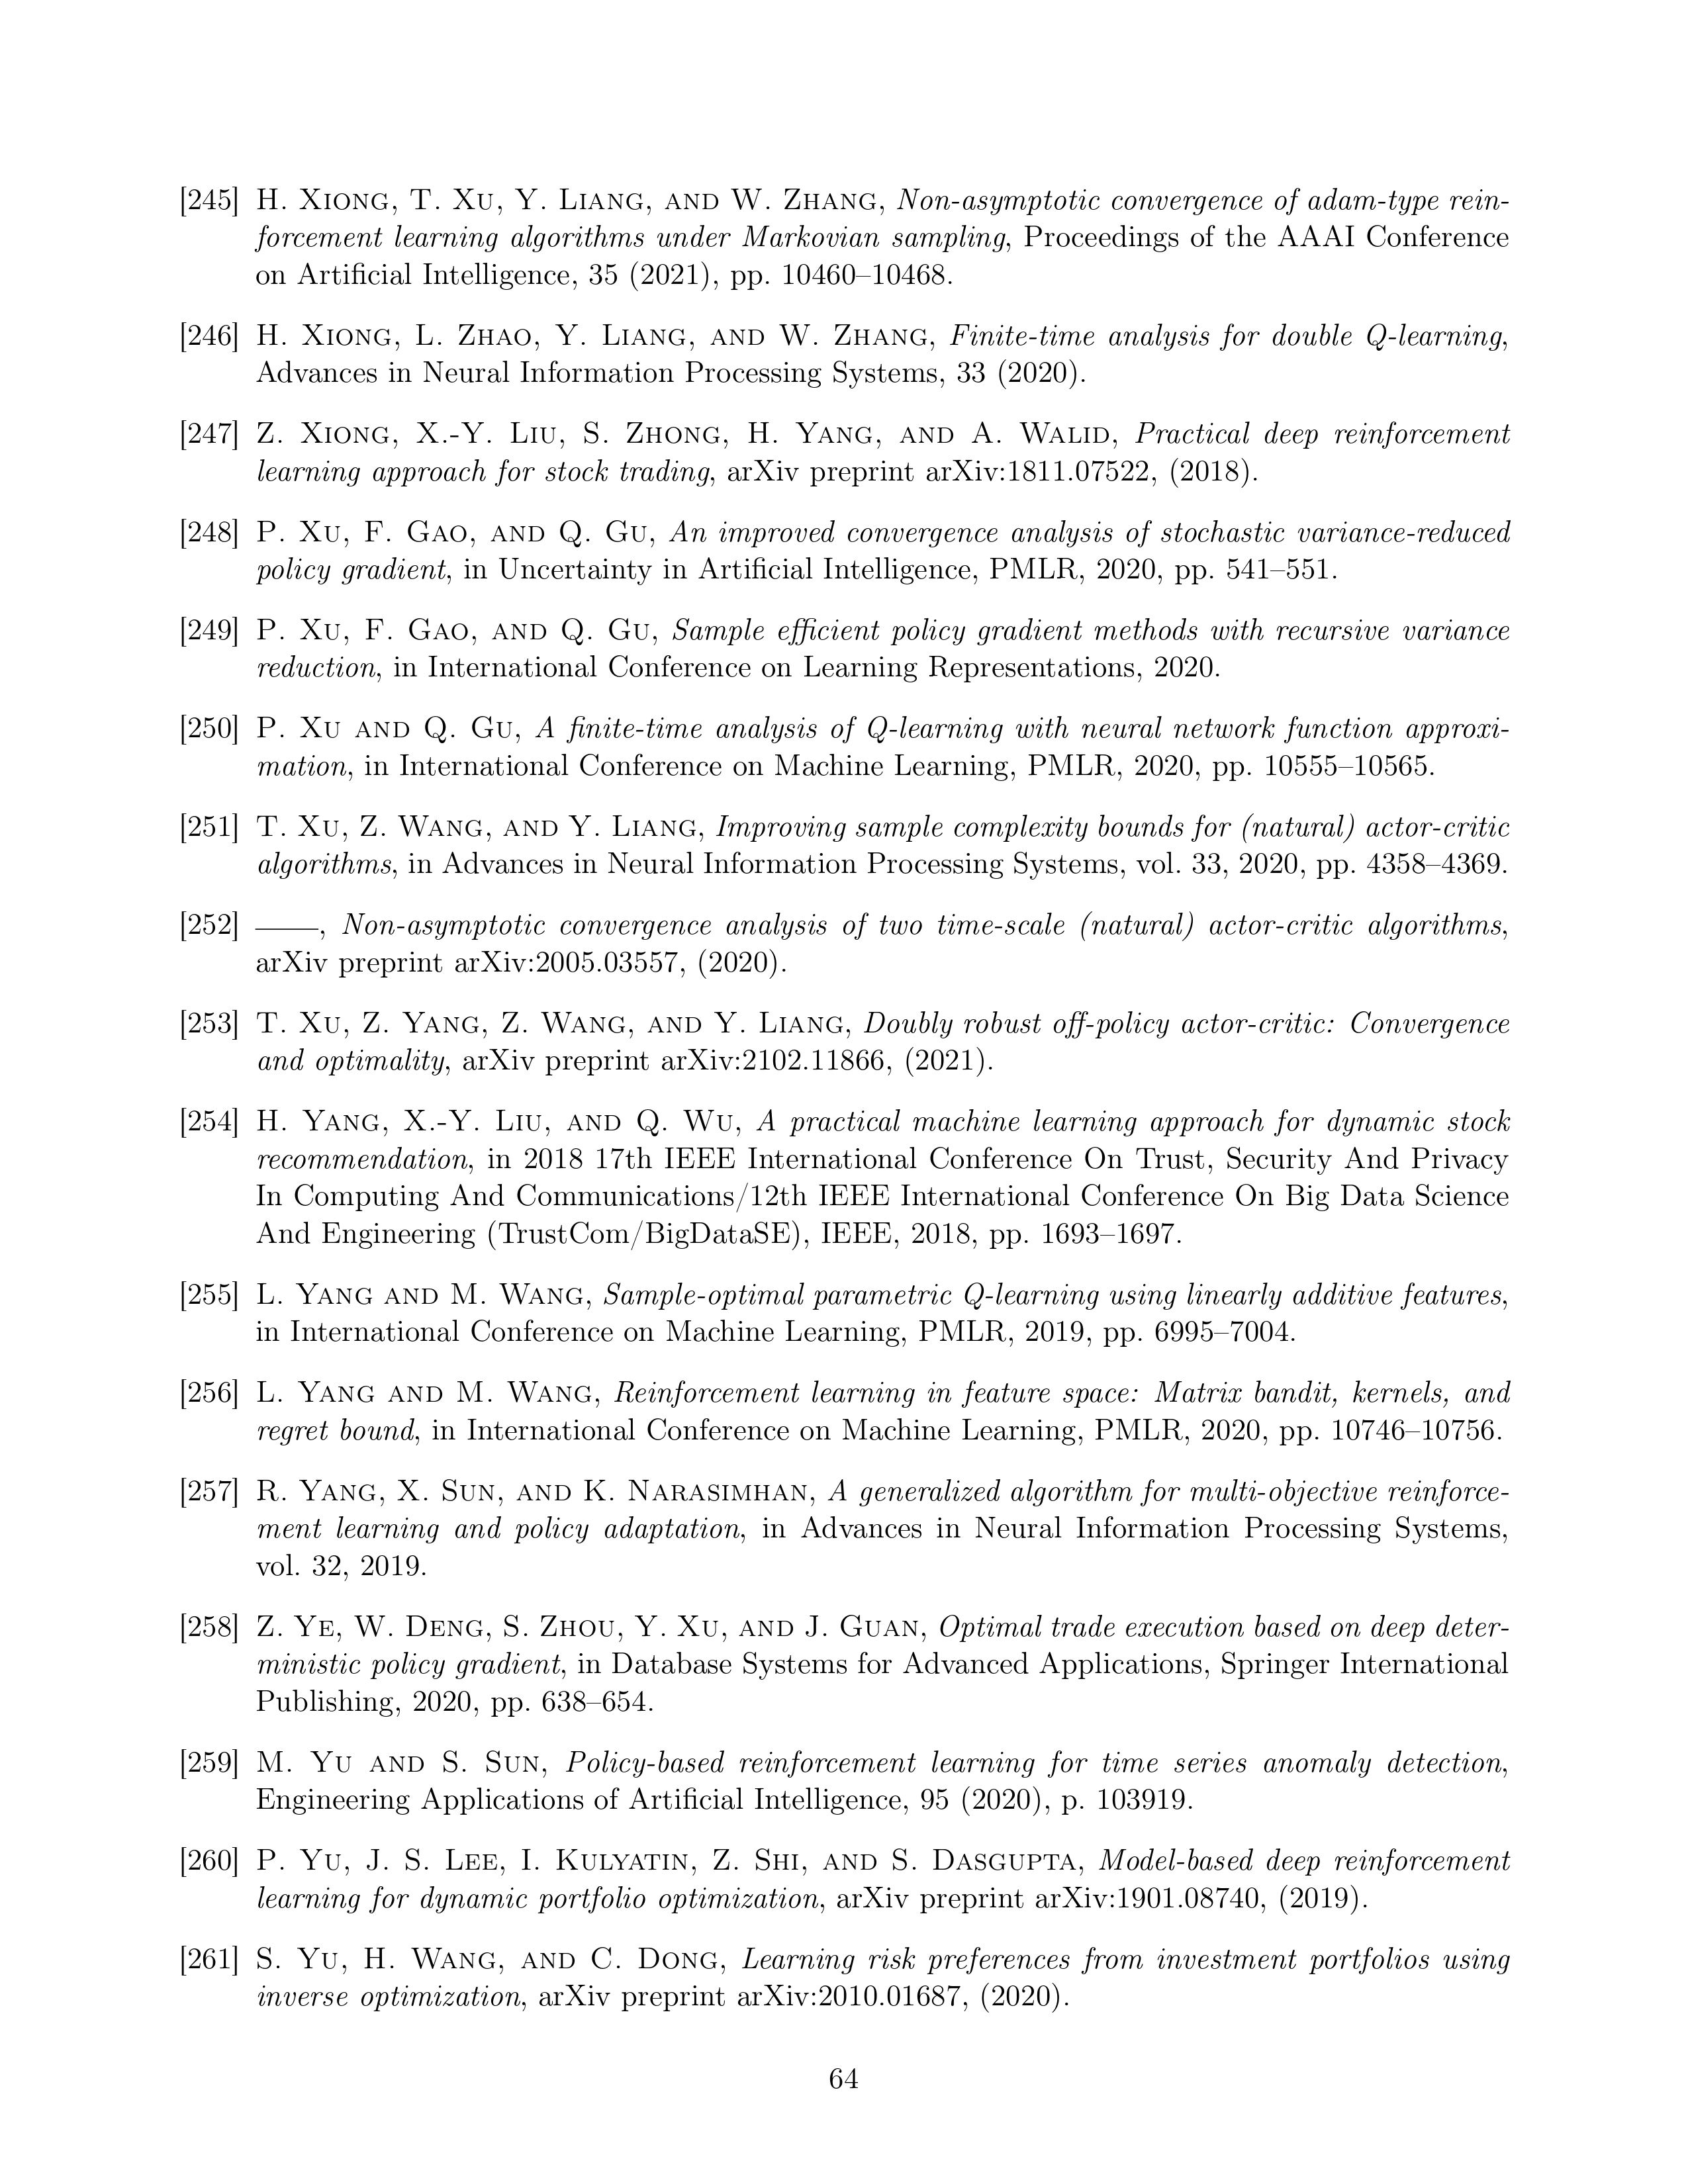 [245] H. Xiong, T. Xu, Y. Liang, and W. Zhang, Non-asymptotic convergence of adam-type rein-
forcement learning algorithms under Markovian sampling, Proceedings of the AAAI Conference
on Artificial Intelligence, 35 (2021), pp. 10460–10468.
[246] H. Xiong, L. Zhao, Y. Liang, and W. Zhang, Finite-time analysis for double Q-learning,
Advances in Neural Information Processing Systems, 33 (2020).
[247] Z. Xiong, X.-Y. Liu, S. Zhong, H. Yang, and A. Walid, Practical deep reinforcement
learning approach for stock trading, arXiv preprint arXiv:1811.07522, (2018).
[248] P. Xu, F. Gao, and Q. Gu, An improved convergence analysis of stochastic variance-reduced
policy gradient, in Uncertainty in Artificial Intelligence, PMLR, 2020, pp. 541–551.
[249] P. Xu, F. Gao, and Q. Gu, Sample efficient policy gradient methods with recursive variance
reduction, in International Conference on Learning Representations, 2020.
[250] P. Xu and Q. Gu, A finite-time analysis of Q-learning with neural network function approxi-
mation, in International Conference on Machine Learning, PMLR, 2020, pp. 10555–10565.
[251] T. Xu, Z. Wang, and Y. Liang, Improving sample complexity bounds for (natural) actor-critic
algorithms, in Advances in Neural Information Processing Systems, vol. 33, 2020, pp. 4358–4369.
[252] ——, Non-asymptotic convergence analysis of two time-scale (natural) actor-critic algorithms,
arXiv preprint arXiv:2005.03557, (2020).
[253] T. Xu, Z. Yang, Z. Wang, and Y. Liang, Doubly robust off-policy actor-critic: Convergence
and optimality, arXiv preprint arXiv:2102.11866, (2021).
[254] H. Yang, X.-Y. Liu, and Q. Wu, A practical machine learning approach for dynamic stock
recommendation, in 2018 17th IEEE International Conference On Trust, Security And Privacy
In Computing And Communications/12th IEEE International Conference On Big Data Science
And Engineering (TrustCom/BigDataSE), IEEE, 2018, pp. 1693–1697.
[255] L. Yang and M. Wang, Sample-optimal parametric Q-learning using linearly additive features,
in International Conference on Machine Learning, PMLR, 2019, pp. 6995–7004.
[256] L. Yang and M. Wang, Reinforcement learning in feature space: Matrix bandit, kernels, and
regret bound, in International Conference on Machine Learning, PMLR, 2020, pp. 10746–10756.
[257] R. Yang, X. Sun, and K. Narasimhan, A generalized algorithm for multi-objective reinforce-
ment learning and policy adaptation, in Advances in Neural Information Processing Systems,
vol. 32, 2019.
[258] Z. Ye, W. Deng, S. Zhou, Y. Xu, and J. Guan, Optimal trade execution based on deep deter-
ministic policy gradient, in Database Systems for Advanced Applications, Springer International
Publishing, 2020, pp. 638–654.
[259] M. Yu and S. Sun, Policy-based reinforcement learning for time series anomaly detection,
Engineering Applications of Artificial Intelligence, 95 (2020), p. 103919.
[260] P. Yu, J. S. Lee, I. Kulyatin, Z. Shi, and S. Dasgupta, Model-based deep reinforcement
learning for dynamic portfolio optimization, arXiv preprint arXiv:1901.08740, (2019).
[261] S. Yu, H. Wang, and C. Dong, Learning risk preferences from investment portfolios using
inverse optimization, arXiv preprint arXiv:2010.01687, (2020).
64